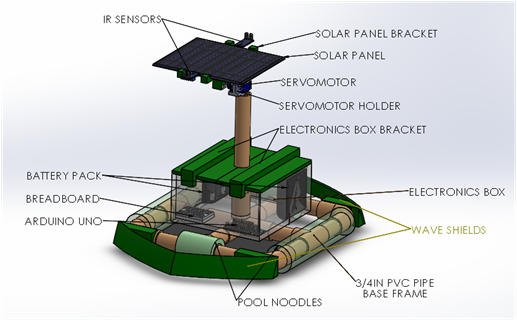 IR SENSORS
SOLAR PANEL BRACKET
SOLAR PANEL
SERVOMOTOR
SERVOMOTOR HOLDER
ELECTRONICS BOX BRACKET
BATTERY PACK
BREADBOARD
ELECTRONICS BOX
ARDUINO UNO
WAVE SHIELDS
3/4IN PVC PIPE
BASE FRAME
POOL NOODLES